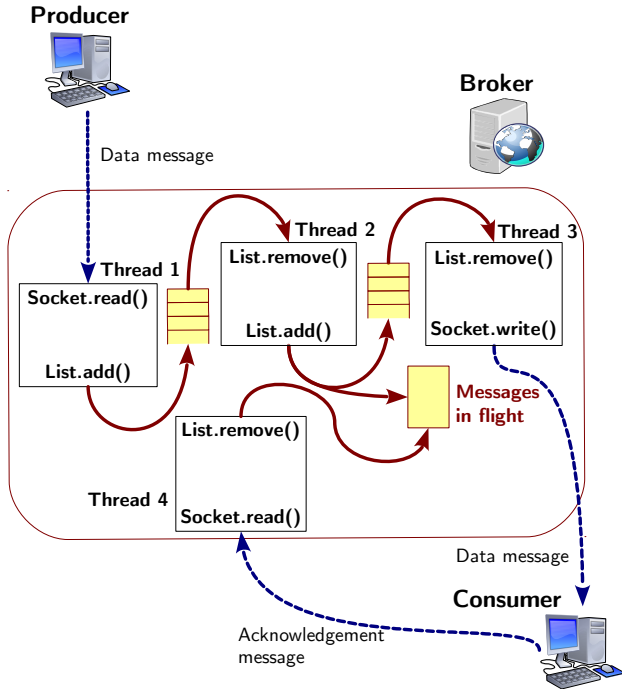 Producer
Broker
Data message
Thread 2
Thread 3
Thread 1
List.remove()
List.remove()
Socket.read()
List.add()
Socket.write()
List.add()
Messages
in flight
List.remove()
Thread 4
Socket.read()
Data message
Consumer
Acknowledgement
message